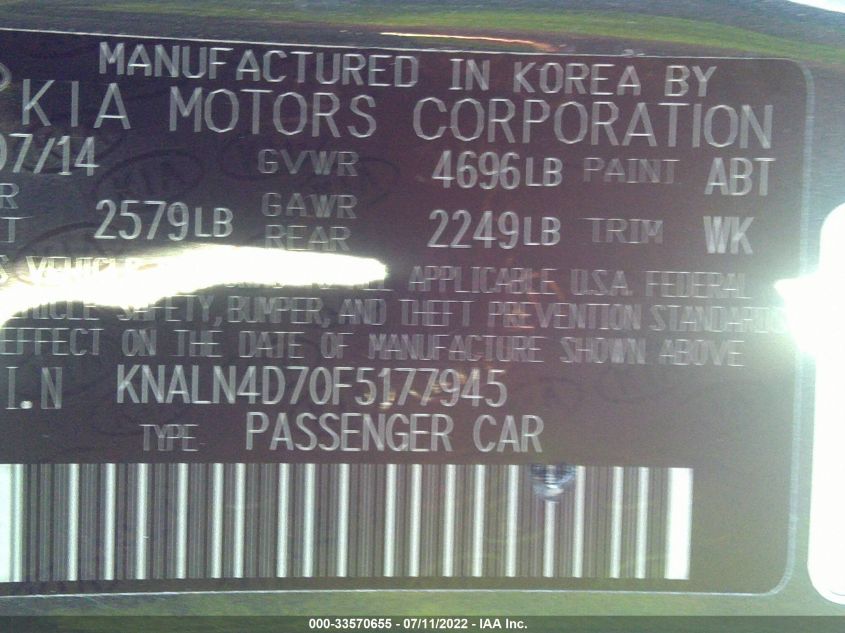 MANUFACTURED IN KOREA BY
KIA MOTORS CORPORATION
07/14 GVWR 4696LB PAINT ABT
2579LB GAWR REAR 2249LB TRIM WK
VEHICLE APPLICABLE U.S.A. FEDERAL
SAFETY, BUMPER, AND THEFT PREVENTION STANDARDS
EFFECT ON THE DATE OF MANUFACTURE SHOWN ABOVE
I.N KNALN4D70F5177945
TYPE PASSENGER CAR
000-33570655 - 07/11/2022 - IAA Inc.